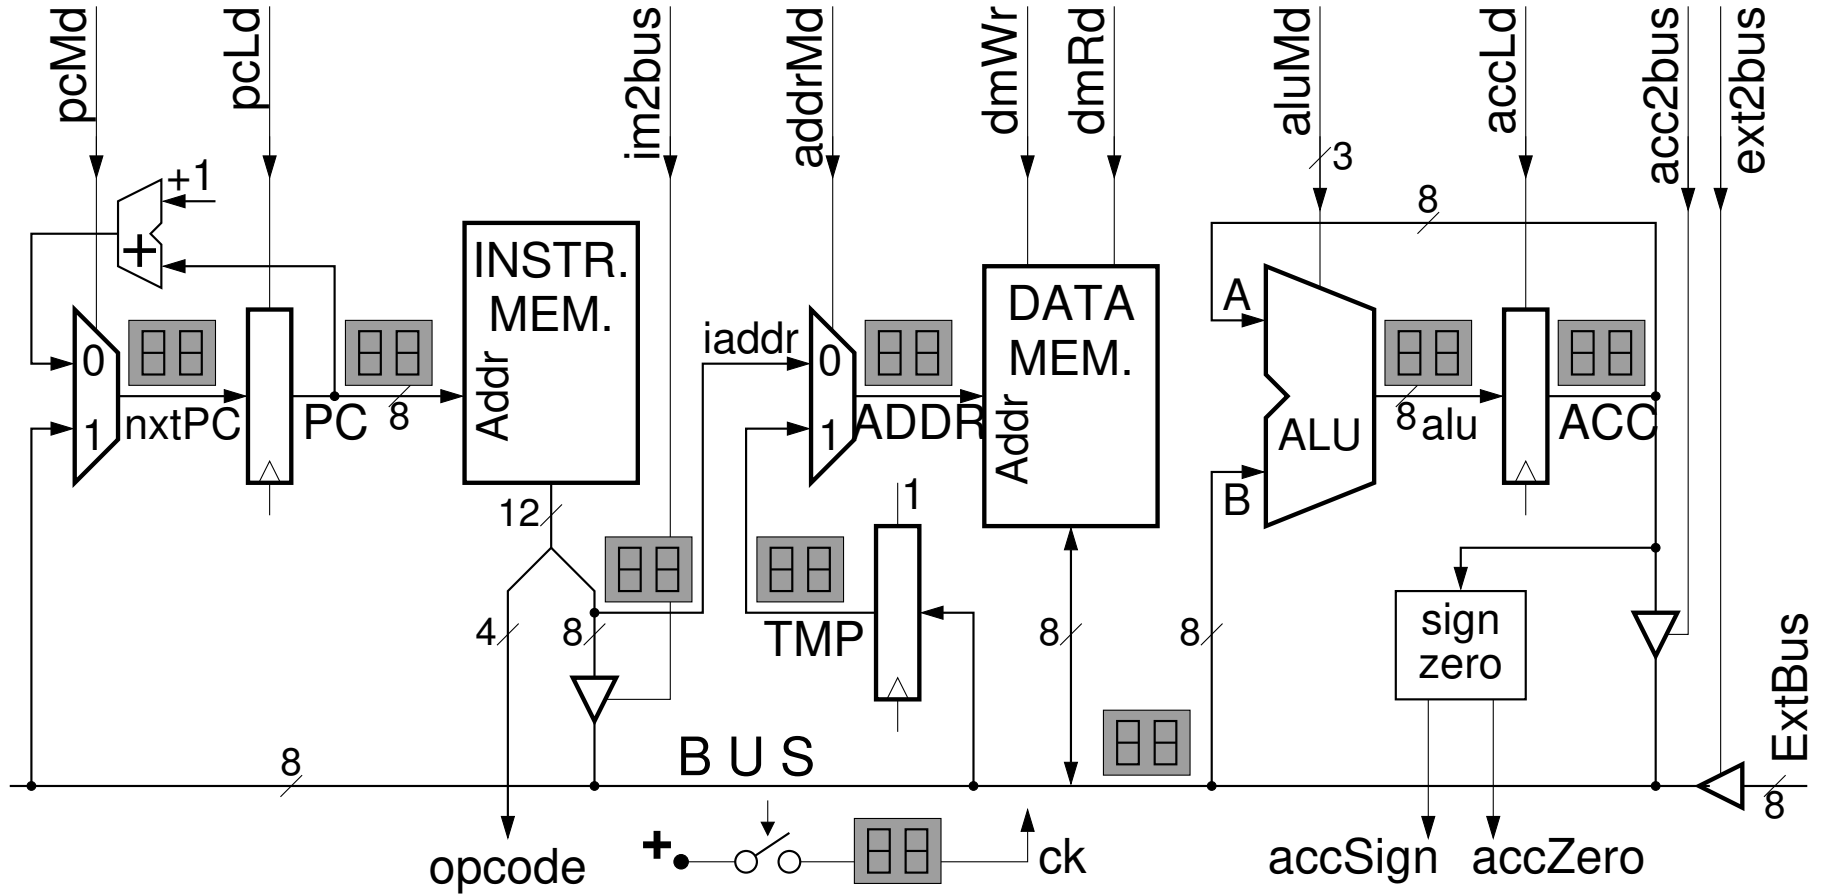 pcMd
pcLd
im2bus
addrMd
dmWr
dmRd
aluMd
accLd
acc2bus
ext2bus
3
+1
8
+
INSTR.
MEM.
Addr
DATA
MEM.
Addr
A
B
ALU
iaddr
0
1
nxtPC
PC
8
0
1
ADDR
8
alu
ACC
12
1
4
8
TMP
8
8
sign
zero
ExtBus
8
B U S
8
+
ck
opcode
accSign
accZero